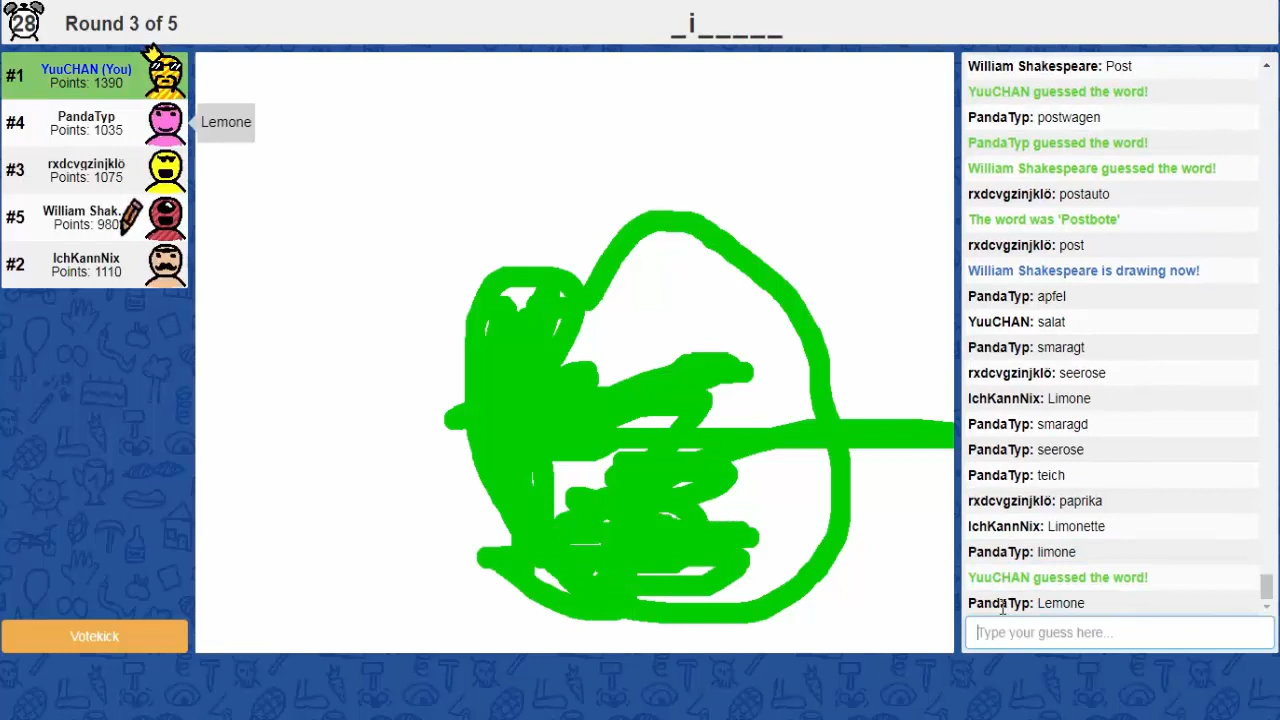 28
Round 3 of 5
_i_____
#1
YuuCHAN (You)
Points: 1390
#4
PandaTyp
Points: 1035
#3
rxdcvgzinjklö
Points: 1075
#5
William Shak.
Points: 980
#2
IchKannNix
Points: 1110
Votekick
Lemone
William Shakespeare: Post
YuuCHAN guessed the word!
PandaTyp: postwagen
PandaTyp guessed the word!
William Shakespeare guessed the word!
rxdcvgzinjklö: postauto
The word was 'Postbote'
rxdcvgzinjklö: post
William Shakespeare is drawing now!
PandaTyp: apfel
YuuCHAN: salat
PandaTyp: smaragt
rxdcvgzinjklö: seerose
IchKannNix: Limone
PandaTyp: smaragd
PandaTyp: seerose
PandaTyp: teich
rxdcvgzinjklö: paprika
IchKannNix: Limonette
PandaTyp: limone
YuuCHAN guessed the word!
PandaTyp: Lemone
Type your guess here...